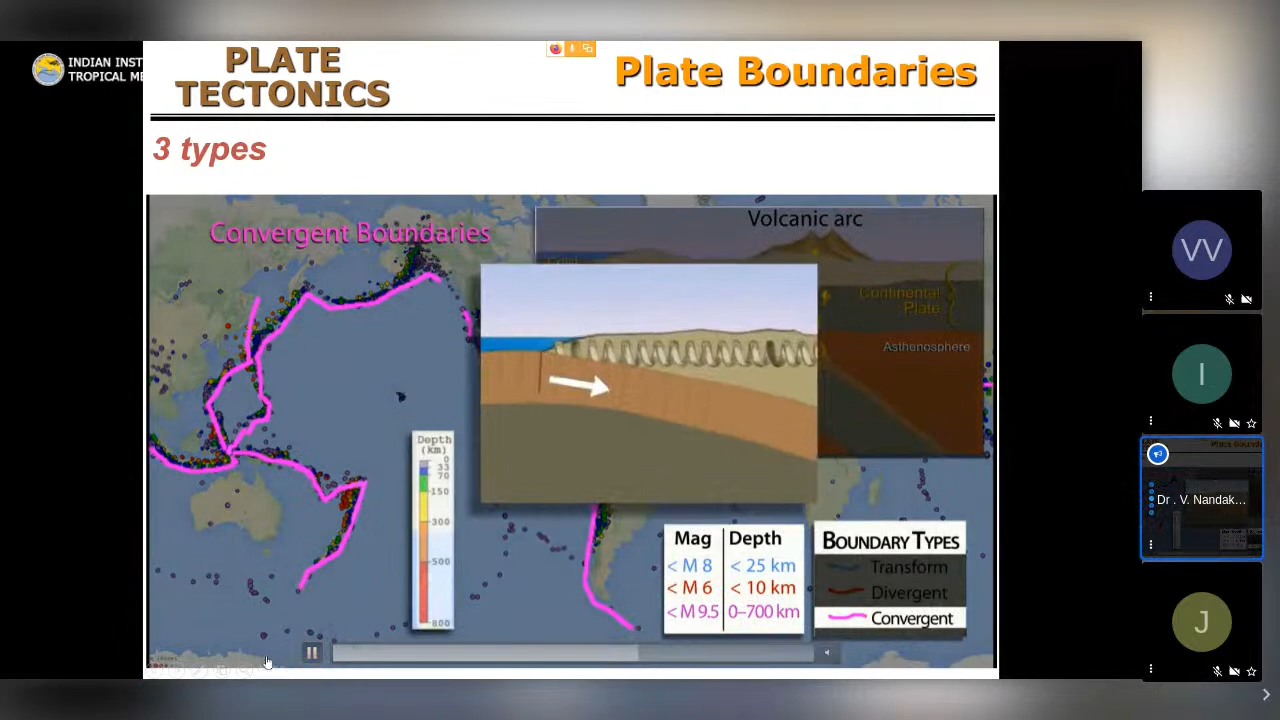 INDIAN INST
TROPICAL ME
PLATE
TECTONICS
Plate Boundaries
3 types
Convergent Boundaries
Volcanic arc
Continental
Plate
Asthenosphere
Depth
(km)
0
33
70
150
300
500
800
Mag Depth
< M 8 < 25 km
< M 6 < 10 km
< M 9.5 0–700 km
BOUNDARY TYPES
Transform
Divergent
Convergent
VV
I
Dr . V. Nandak...
J